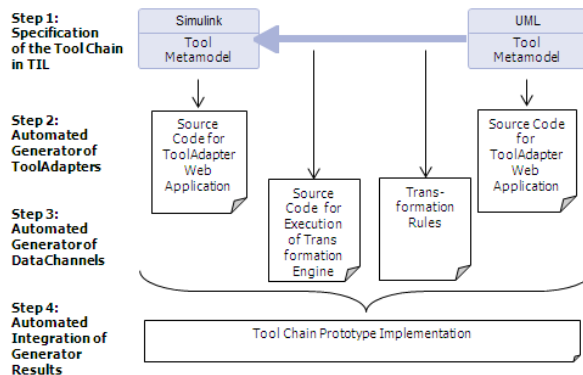 Step 1:
Specification
of the Tool Chain
in TIL
Simulink
Tool
Metamodel
UML
Tool
Metamodel
Step 2:
Automated
Generator of
ToolAdapters
Source
Code for
ToolAdapter
Web
Application
Source Code
for
ToolAdapter
Web
Application
Step 3:
Automated
Generator of
DataChannels
Source
Code for
Execution
of Trans
formation
Engine
Trans-
formation
Rules
Step 4:
Automated
Integration of
Generator
Results
Tool Chain Prototype Implementation